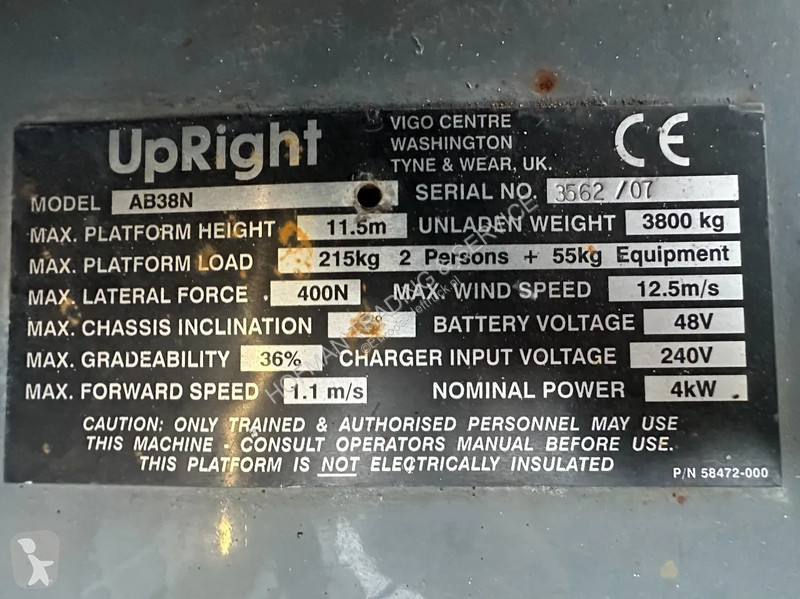 UpRight
VIGO CENTRE
WASHINGTON
TYNE & WEAR, UK.
CE
MODEL AB38N SERIAL NO. 3562/07
MAX. PLATFORM HEIGHT 11.5m UNLADEN WEIGHT 3800 kg
MAX. PLATFORM LOAD 215kg 2 Persons + 55kg Equipment
MAX. LATERAL FORCE 400N MAX. WIND SPEED 12.5m/s
MAX. CHASSIS INCLINATION ° BATTERY VOLTAGE 48V
MAX. GRADEABILITY 36% CHARGER INPUT VOLTAGE 240V
MAX. FORWARD SPEED 1.1 m/s NOMINAL POWER 4kW
CAUTION: ONLY TRAINED & AUTHORISED PERSONNEL MAY USE
THIS MACHINE - CONSULT OPERATORS MANUAL BEFORE USE.
THIS PLATFORM IS NOT ELECTRICALLY INSULATED
P/N 58472-000
HOFMAN TRADING & SERVICE